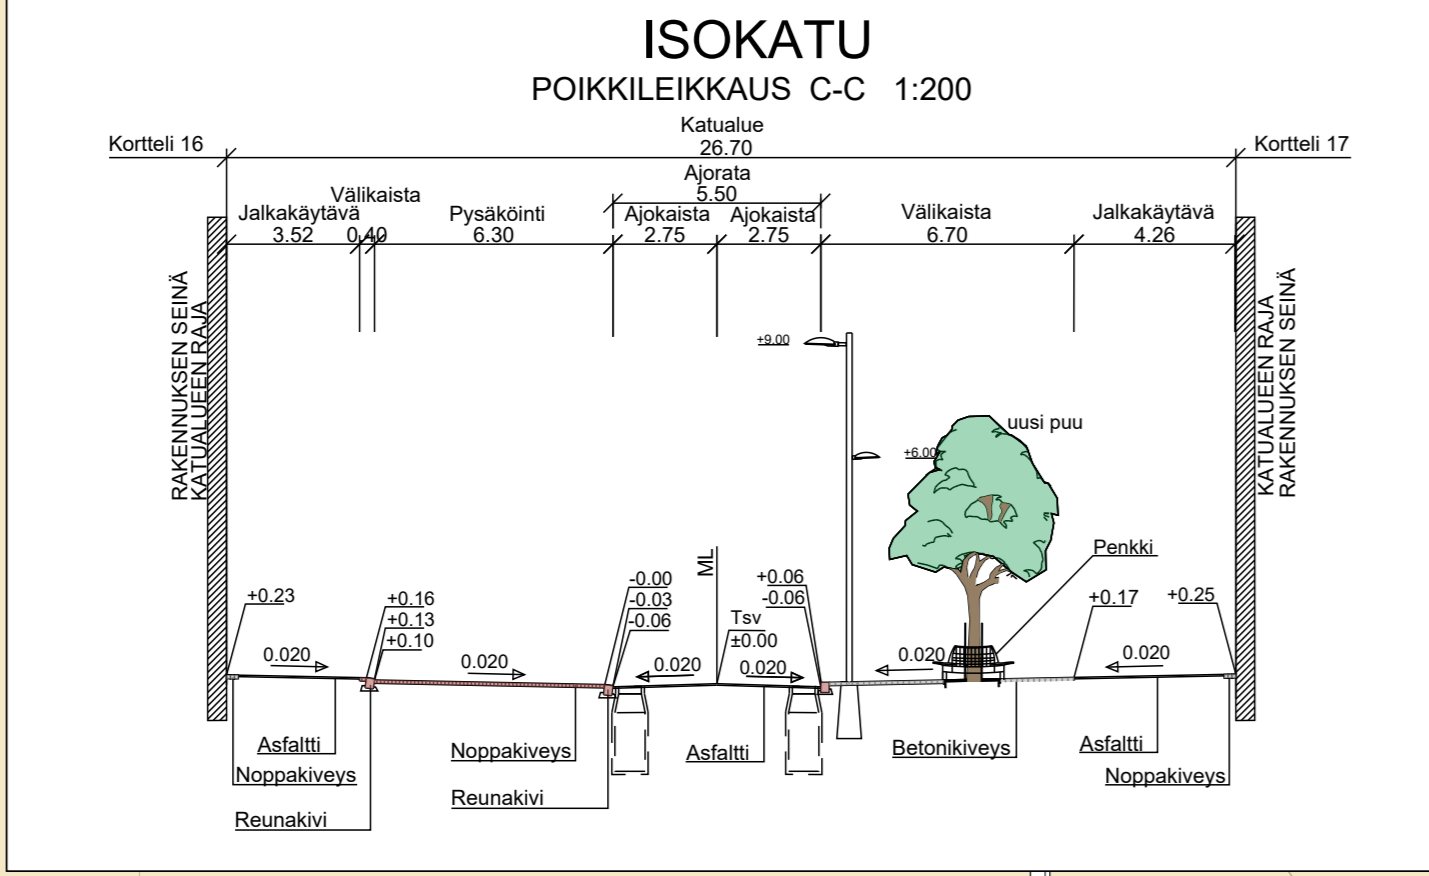 ISOKATU
POIKKILEIKKAUS C-C 1:200
Kortteli 16
Katualue
26.70
Kortteli 17
Ajorata
5.50
Jalkakäytävä
3.52
Välikaista
0.40
Pysäköinti
6.30
Ajokaista
2.75
Ajokaista
2.75
Välikaista
6.70
Jalkakäytävä
4.26
RAKENNUKSEN SEINÄ
KATUALUEEN RAJA
KATUALUEEN RAJA
RAKENNUKSEN SEINÄ
+9.00
+6.00
uusi puu
Penkki
ML
+0.23
+0.16
+0.13
+0.10
-0.00
-0.03
-0.06
Tsv
±0.00
+0.06
-0.06
+0.17
+0.25
0.020
0.020
0.020
0.020
0.020
0.020
Asfaltti
Noppakiveys
Reunakivi
Noppakiveys
Reunakivi
Asfaltti
Betonikiveys
Asfaltti
Noppakiveys